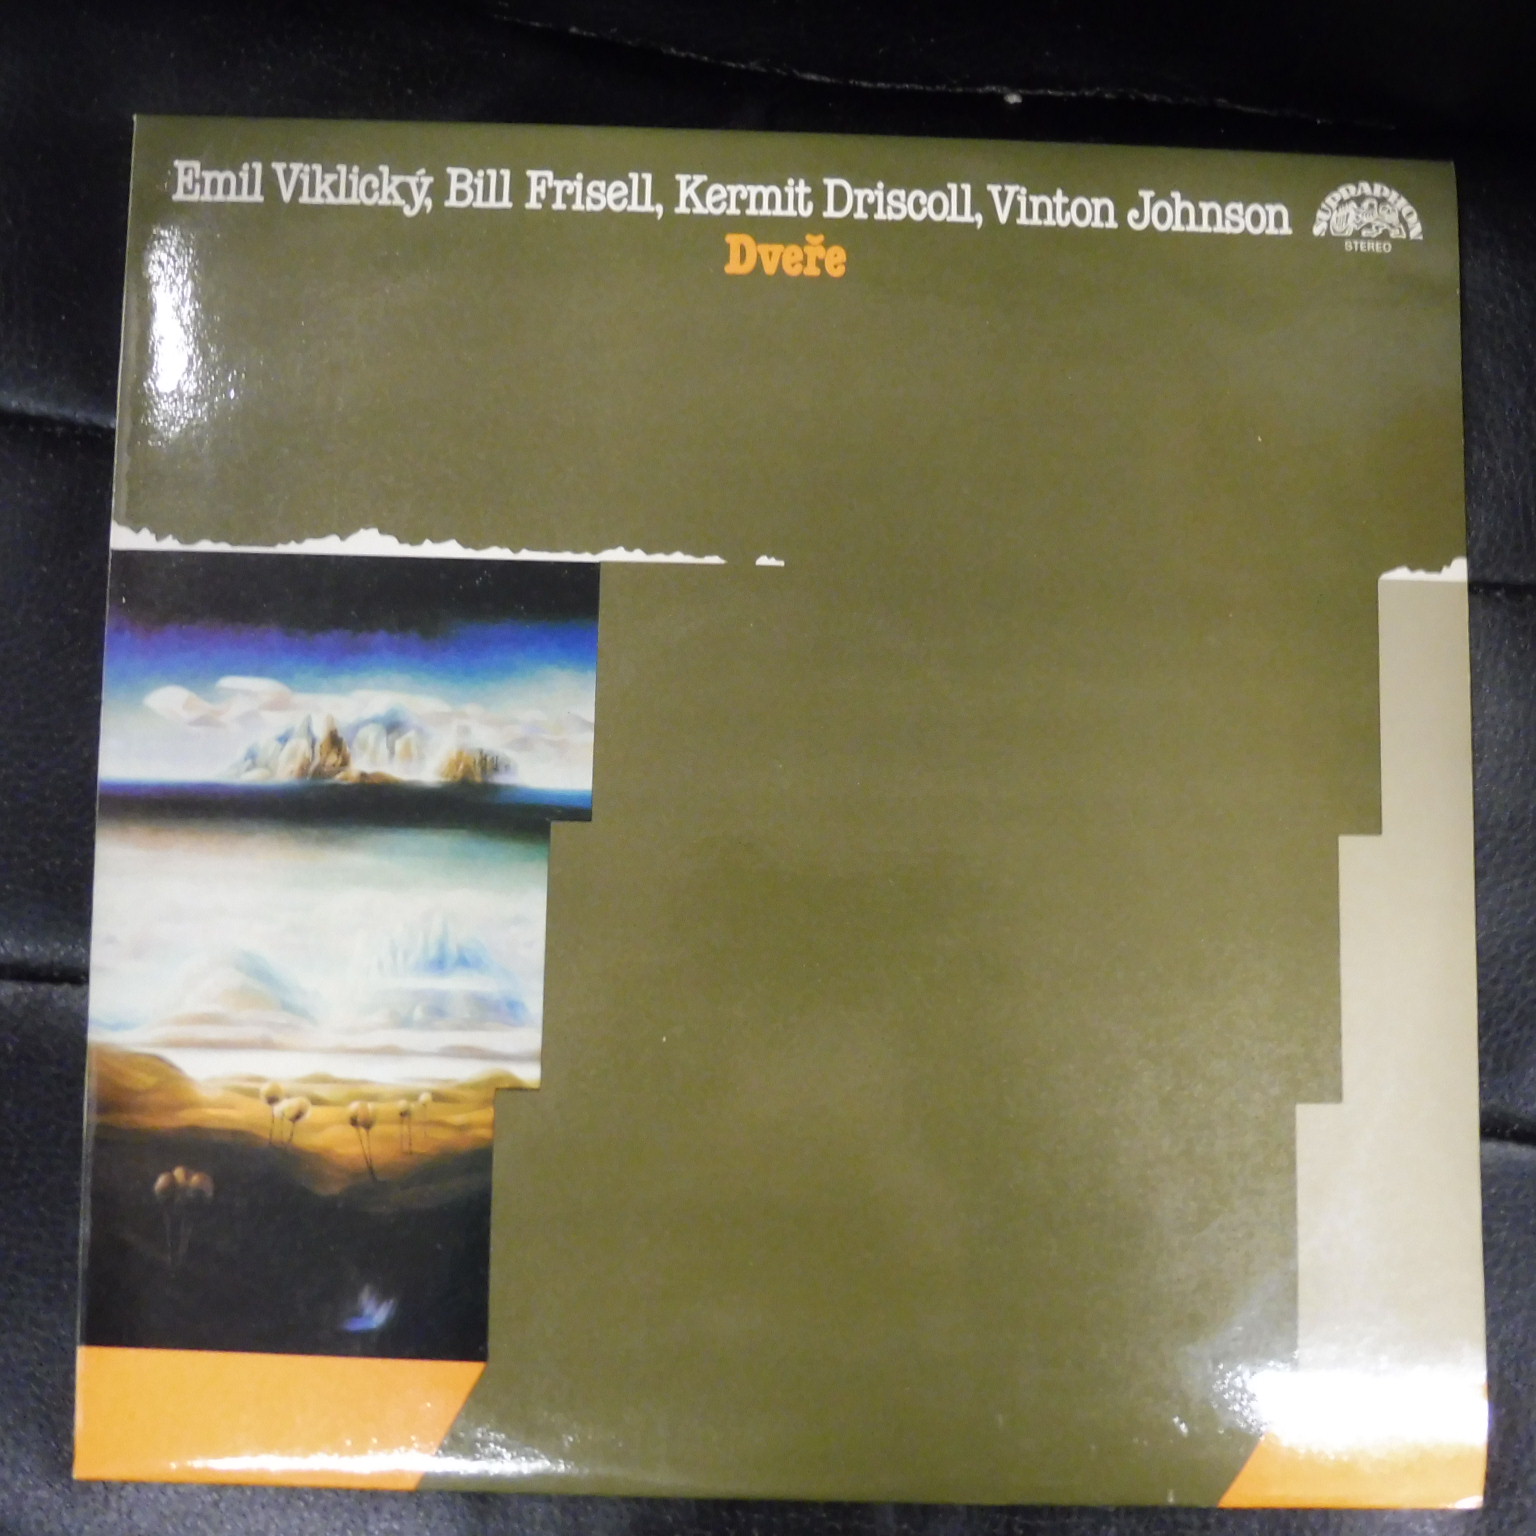 Emil Viklický, Bill Frisell, Kermit Driscoll, Vinton Johnson
Dveře
SUPRAPHON
STEREO